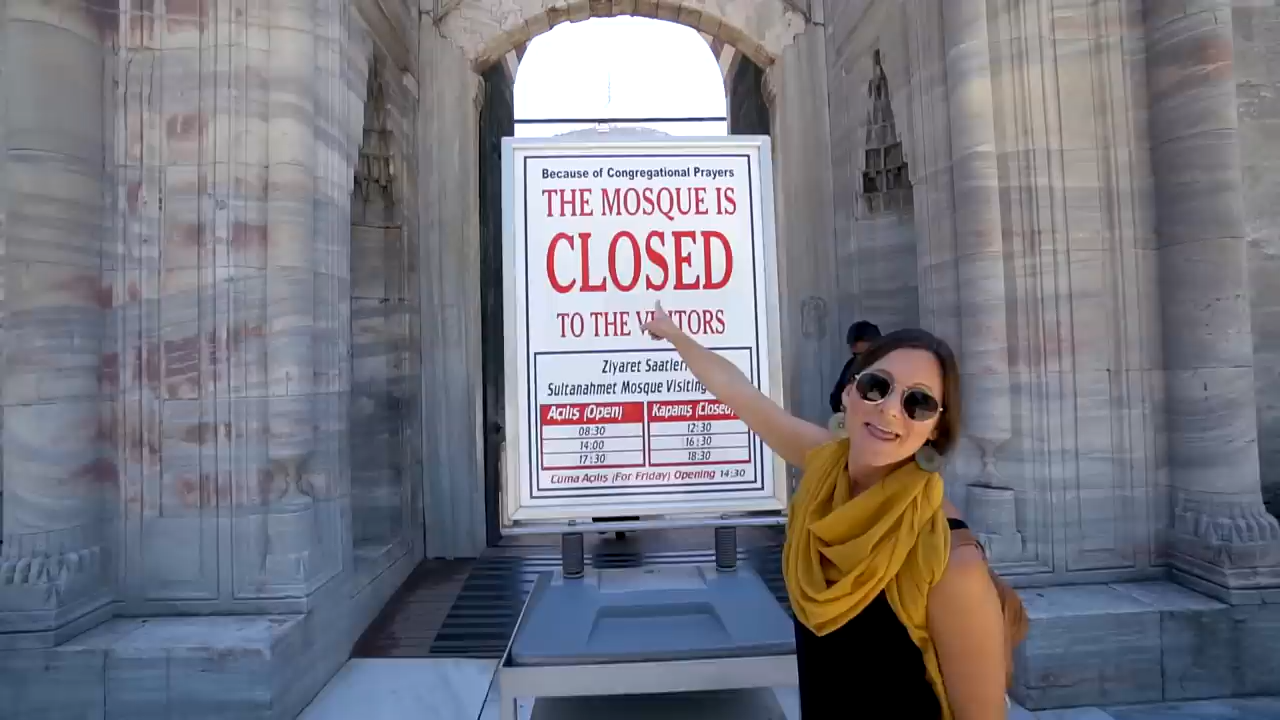 Because of Congregational Prayers
THE MOSQUE IS
CLOSED
TO THE VISITORS
Ziyaret Saatleri
Sultanahmet Mosque Visiting
Açılış (Open) Kapanış (Closed)
08:30 12:30
14:00 16:30
17:30 18:30
Cuma Açılış (For Friday) Opening 14:30